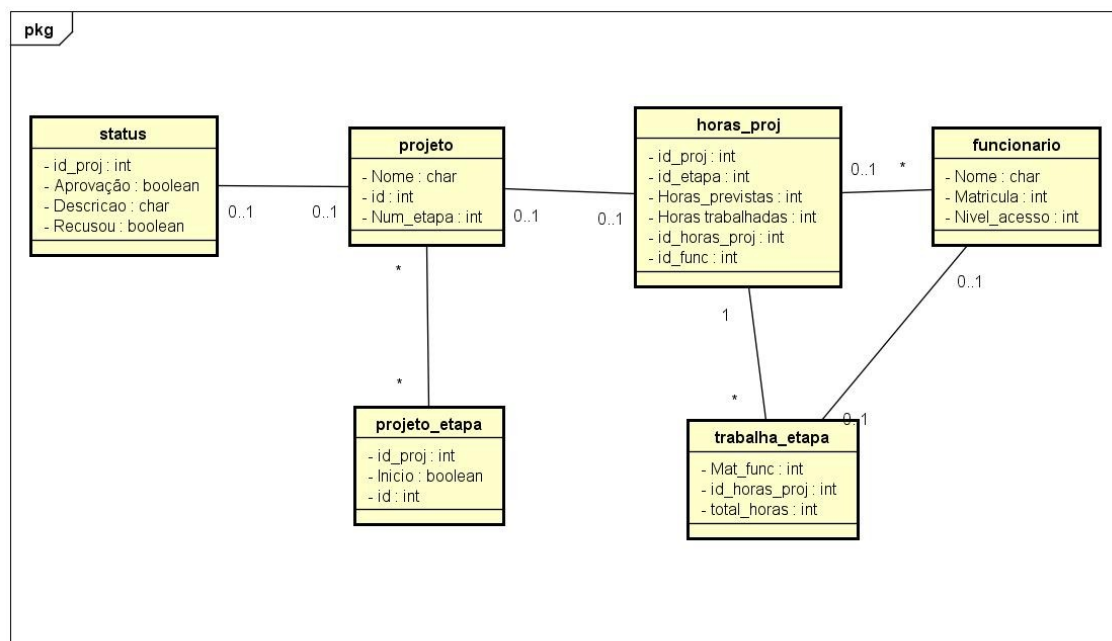 pkg
status
- id_proj : int
- Aprovação : boolean
- Descricao : char
- Recusou : boolean
0..1
0..1
projeto
- Nome : char
- id : int
- Num_etapa : int
0..1
0..1
horas_proj
- id_proj : int
- id_etapa : int
- Horas_previstas : int
- Horas trabalhadas : int
- id_horas_proj : int
- id_func : int
0..1
*
funcionario
- Nome : char
- Matricula : int
- Nivel_acesso : int
*
*
1
*
0..1
0..1
projeto_etapa
- id_proj : int
- Inicio : boolean
- id : int
trabalha_etapa
- Mat_func : int
- id_horas_proj : int
- total_horas : int